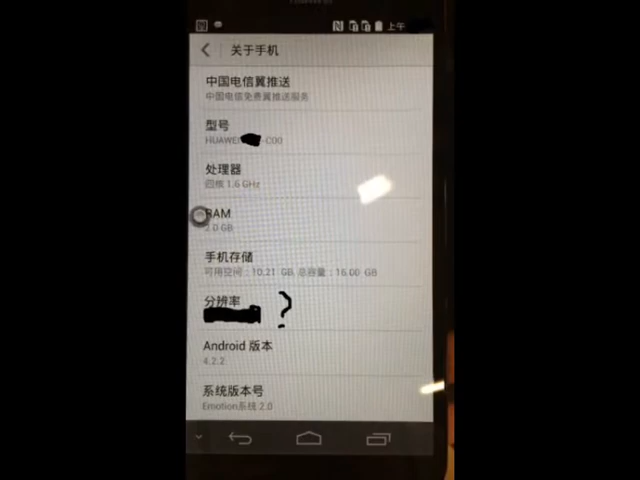 上午
关于手机
中国电信翼推送
中国电信免费翼推送服务
型号
HUAWEI -C00
处理器
四核 1.6 GHz
RAM
2.0 GB
手机存储
可用空间：10.21 GB, 总容量：16.00 GB
分辨率
?
Android 版本
4.2.2
系统版本号
Emotion系统 2.0